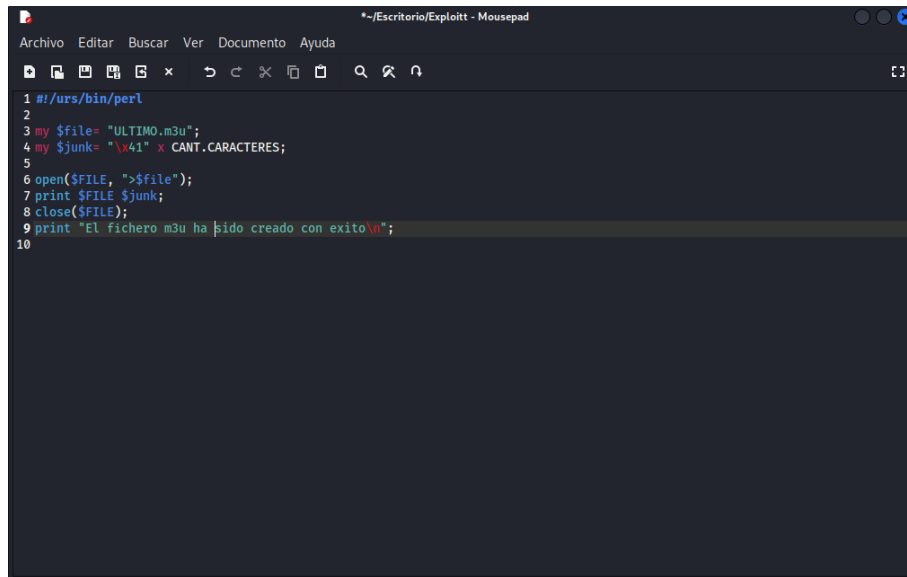 *~/Escritorio/Exploitt - Mousepad
Archivo Editar Buscar Ver Documento Ayuda
1 #!/urs/bin/perl
2
3 my $file= "ULTIMO.m3u";
4 my $junk= "\x41" x CANT.CARACTERES;
5
6 open($FILE, ">$file");
7 print $FILE $junk;
8 close($FILE);
9 print "El fichero m3u ha sido creado con exito\n";
10